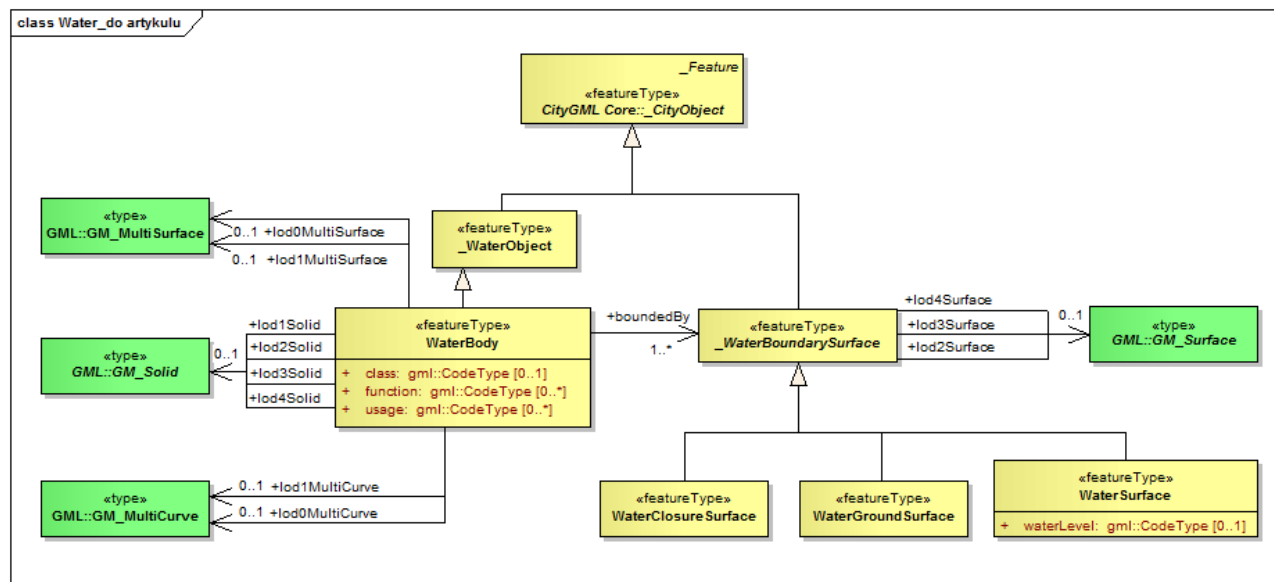 class Water_do artykulu
_Feature
«featureType»
CityGML Core::_CityObject
«type»
GML::GM_MultiSurface
0..1 +lod0MultiSurface
0..1 +lod1MultiSurface
«featureType»
_WaterObject
+lod1Solid
+lod2Solid
+lod3Solid
+lod4Solid
0..1
«type»
GML::GM_Solid
«featureType»
WaterBody
+ class: gml::CodeType [0..1]
+ function: gml::CodeType [0..*]
+ usage: gml::CodeType [0..*]
+boundedBy
1..*
«featureType»
_WaterBoundarySurface
+lod4Surface
+lod3Surface
+lod2Surface
0..1
«type»
GML::GM_Surface
«type»
GML::GM_MultiCurve
0..1 +lod1MultiCurve
0..1 +lod0MultiCurve
«featureType»
WaterClosureSurface
«featureType»
WaterGroundSurface
«featureType»
WaterSurface
+ waterLevel: gml::CodeType [0..1]